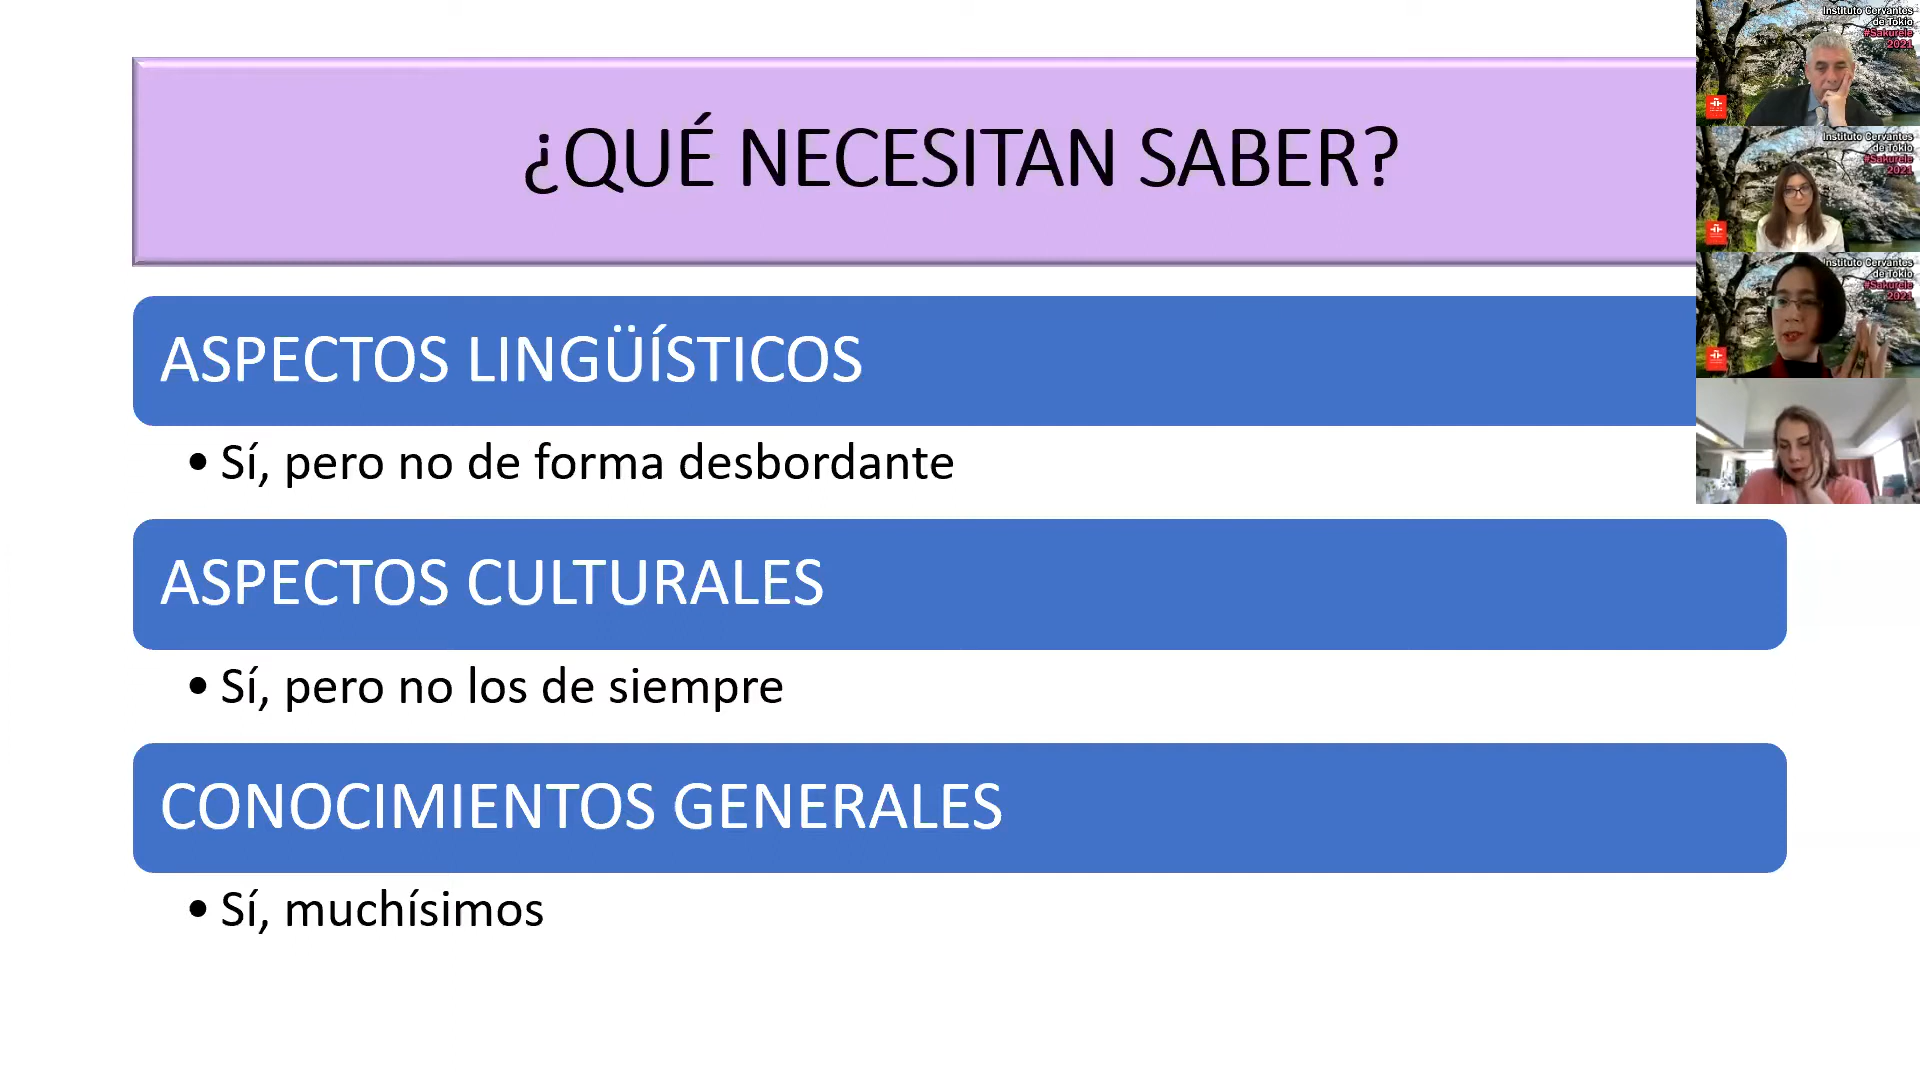 ¿QUÉ NECESITAN SABER?
ASPECTOS LINGÜÍSTICOS
• Sí, pero no de forma desbordante
ASPECTOS CULTURALES
• Sí, pero no los de siempre
CONOCIMIENTOS GENERALES
• Sí, muchísimos
Instituto Cervantes
de Tokio
#Sakurele
2021
Instituto Cervantes
de Tokio
#Sakurele
2021
Instituto Cervantes
de Tokio
#Sakurele
2021